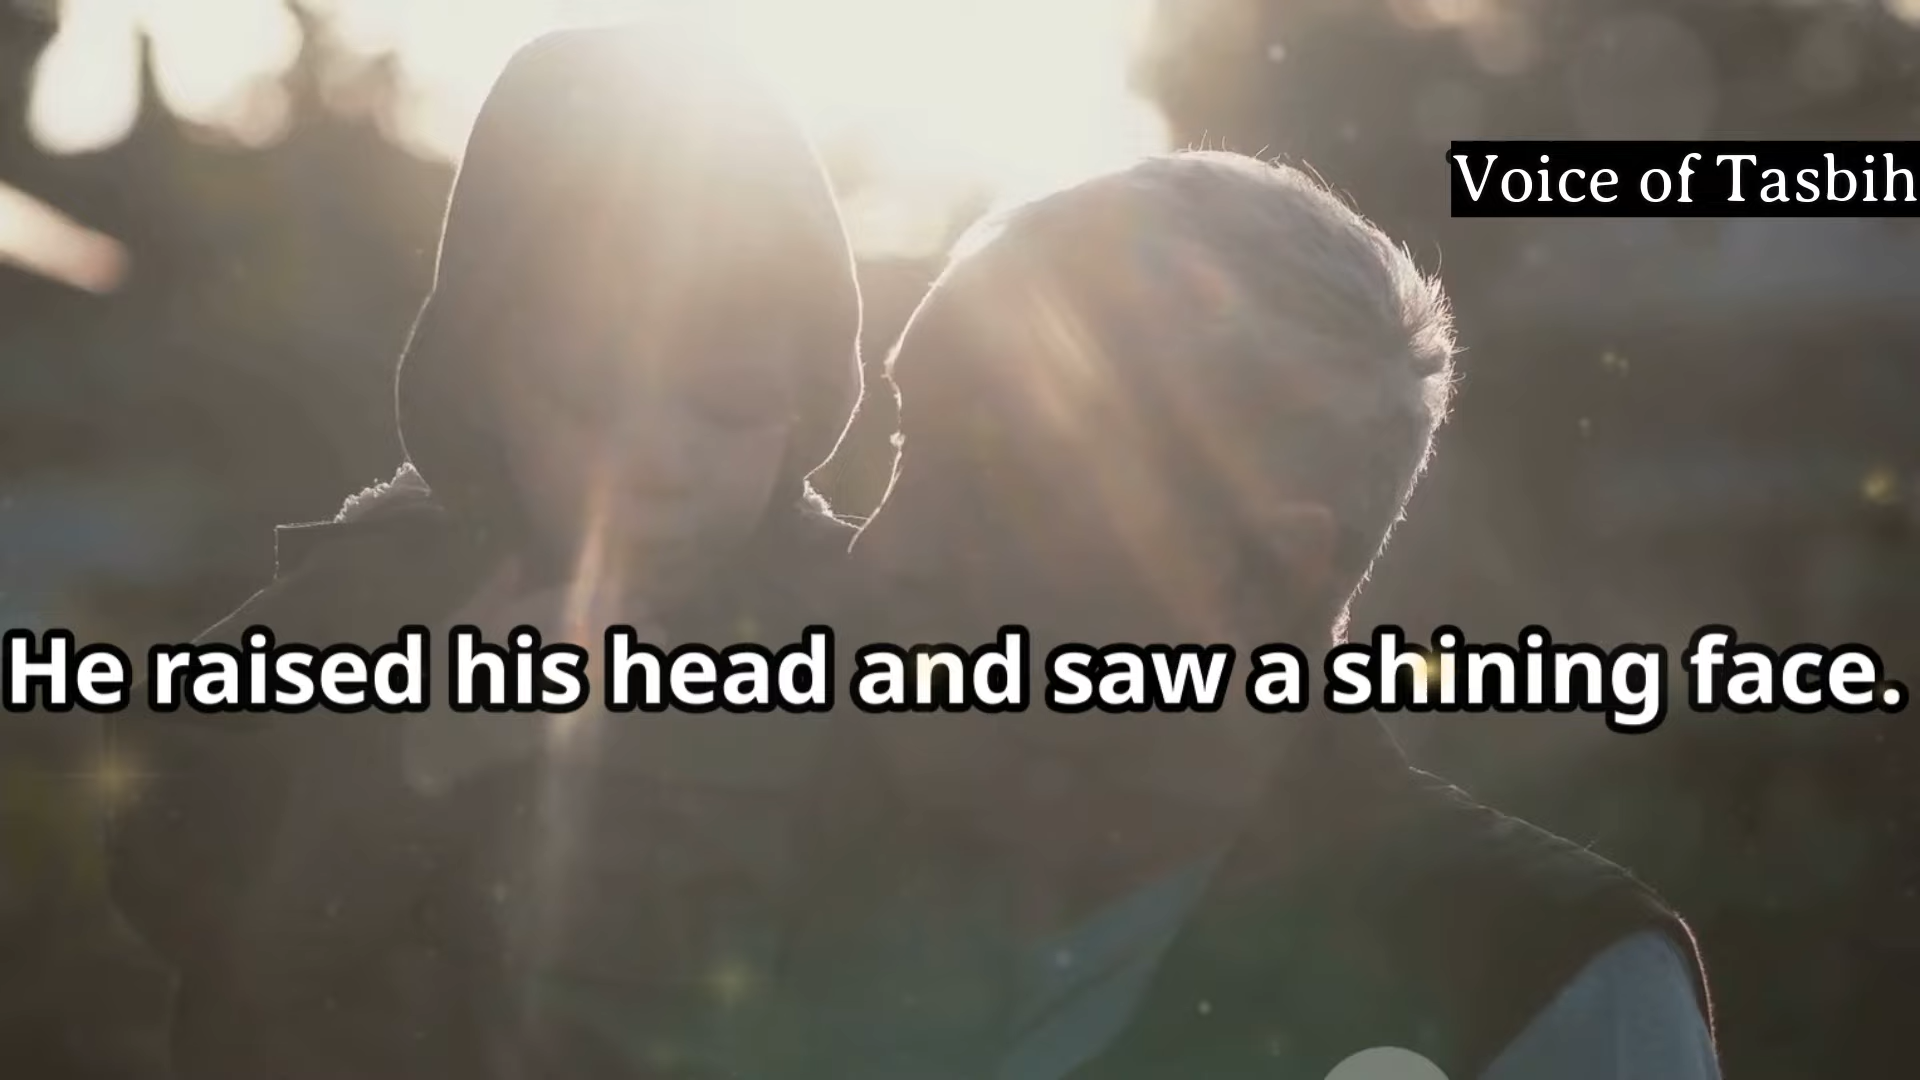 Voice of Tasbih
He raised his head and saw a shining face.